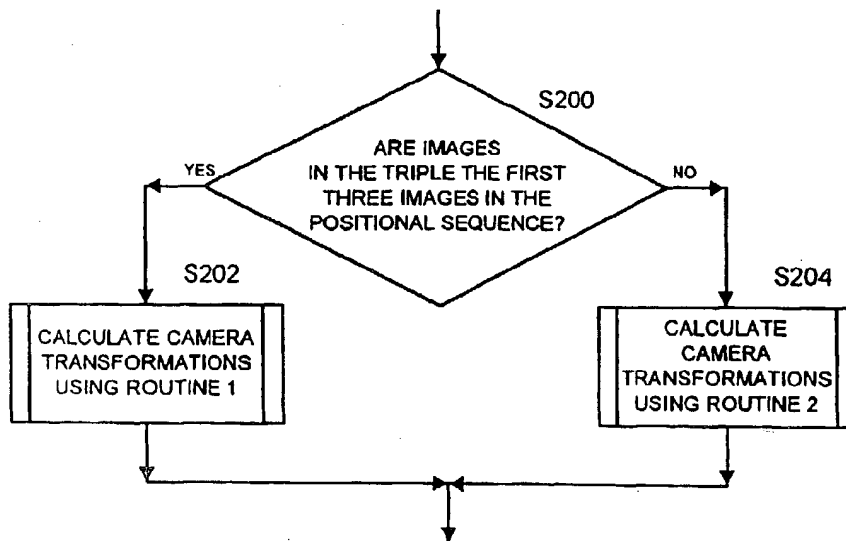 S200
ARE IMAGES
IN THE TRIPLE THE FIRST
THREE IMAGES IN THE
POSITIONAL SEQUENCE?
YES
NO
S202
CALCULATE CAMERA
TRANSFORMATIONS
USING ROUTINE 1
S204
CALCULATE
CAMERA
TRANSFORMATIONS
USING ROUTINE 2